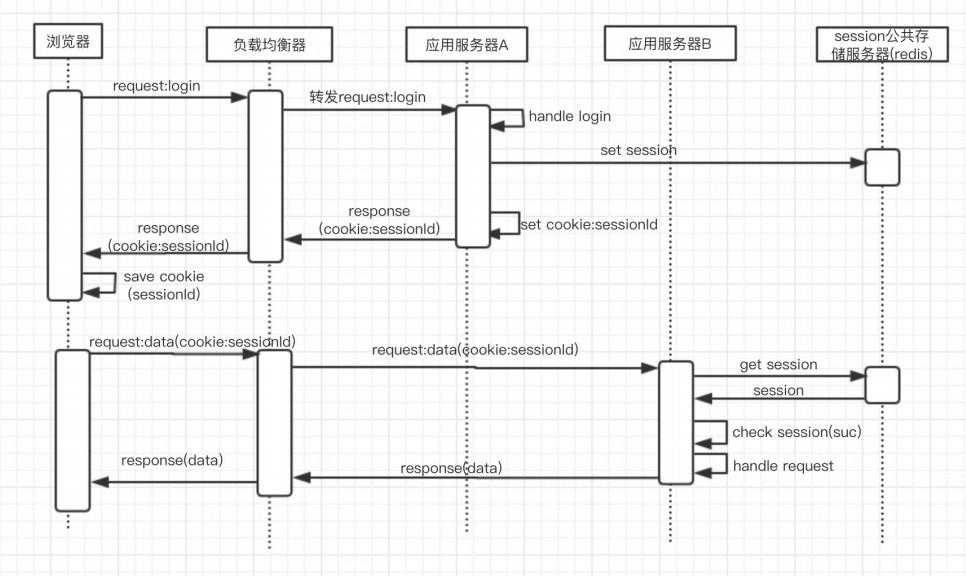 浏览器
负载均衡器
应用服务器A
应用服务器B
session公共存
储服务器(redis)
request:login
转发request:login
handle login
set session
response
(cookie:sessionId)
set cookie:sessionId
response
(cookie:sessionId)
save cookie
(sessionId)
request:data(cookie:sessionId)
request:data(cookie:sessionId)
get session
session
check session(suc)
handle request
response(data)
response(data)